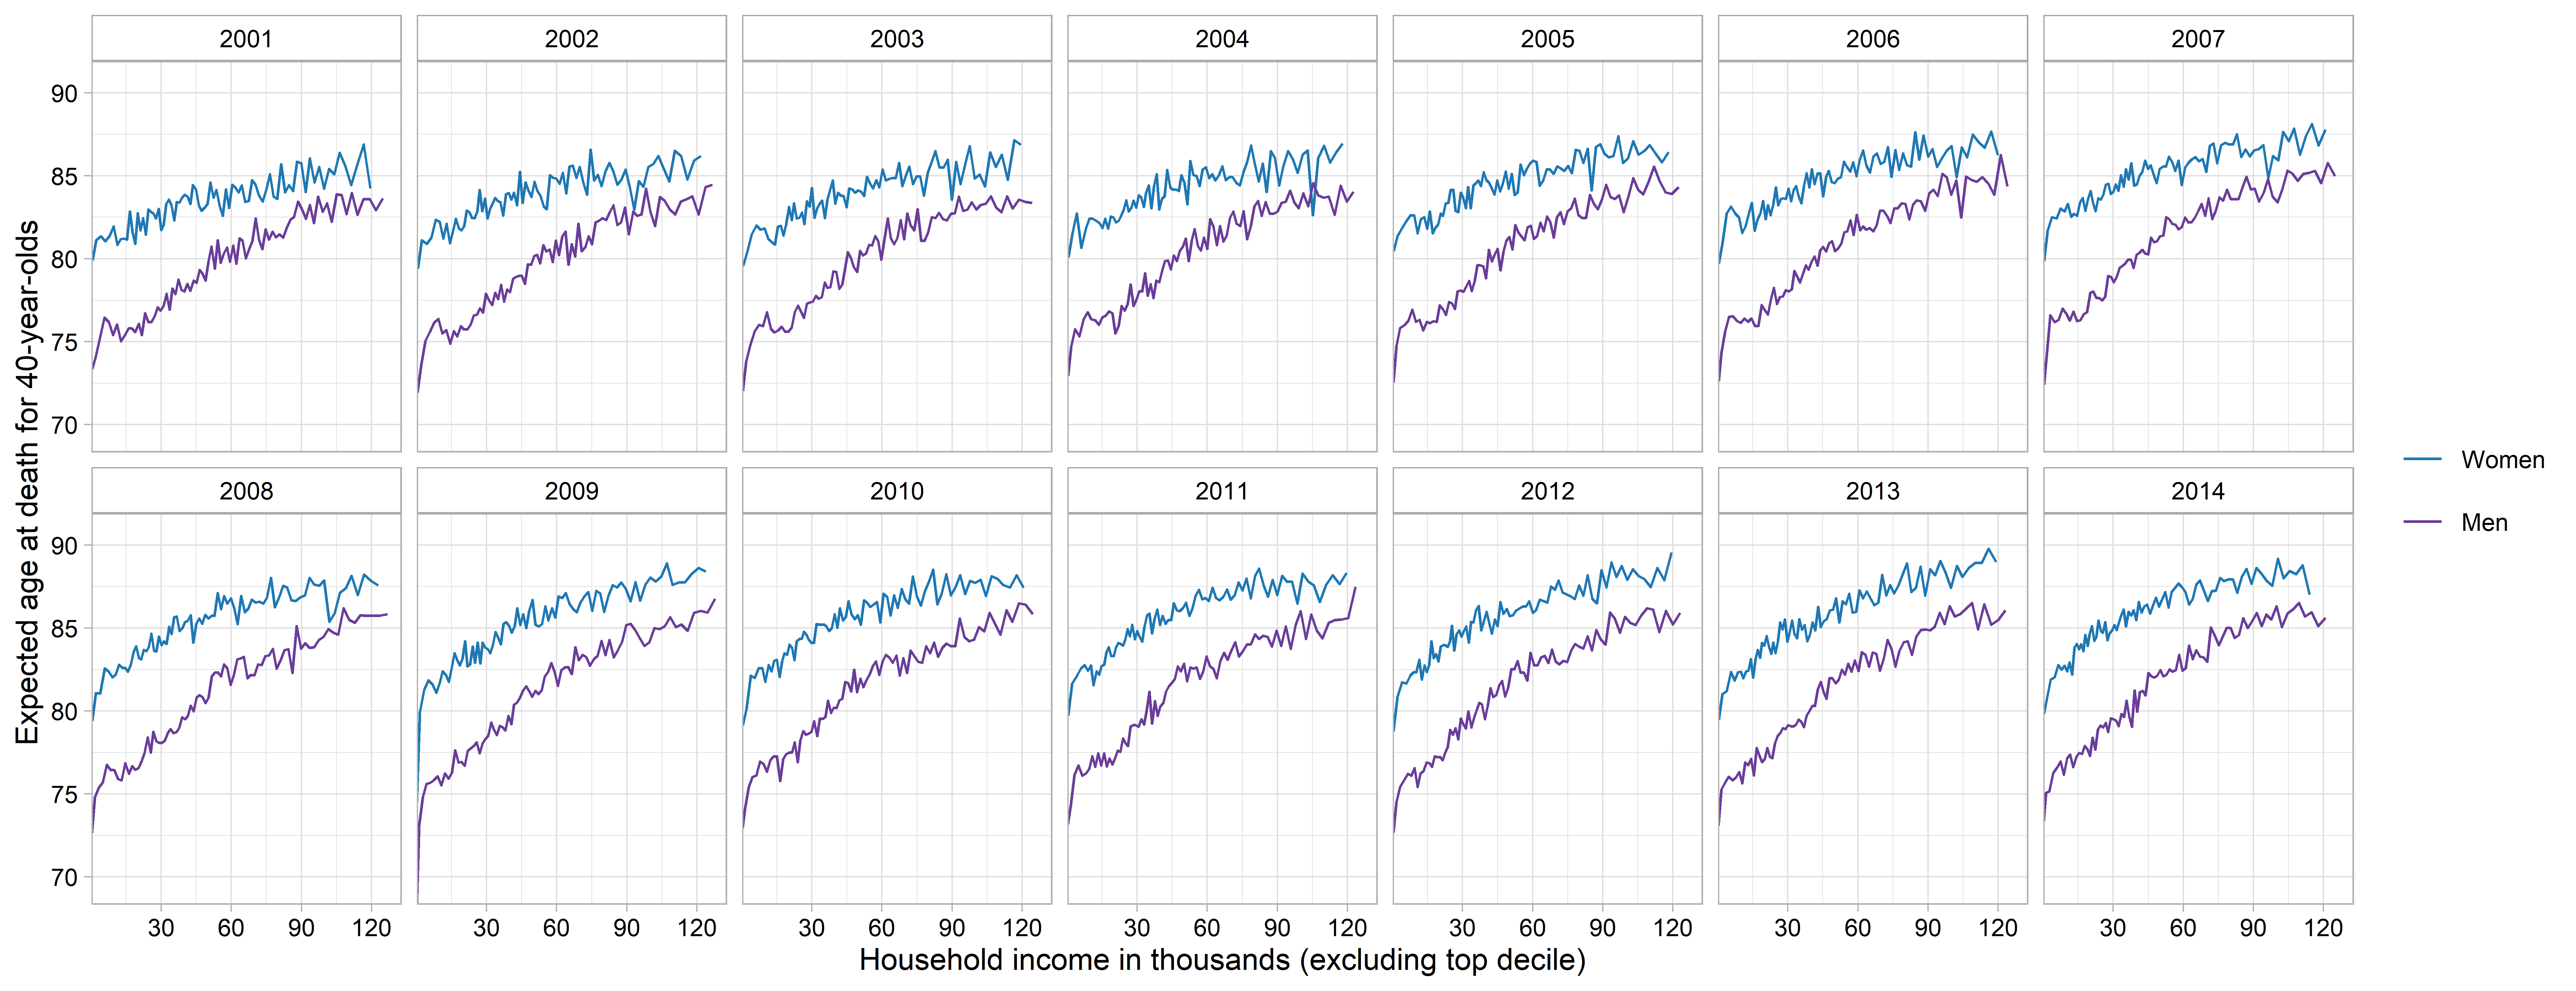 2001 2002 2003 2004 2005 2006 2007
90
85
80
75
70
2008 2009 2010 2011 2012 2013 2014
90
85
80
75
70
30 60 90 120 30 60 90 120 30 60 90 120 30 60 90 120 30 60 90 120 30 60 90 120 30 60 90 120
Household income in thousands (excluding top decile)
Expected age at death for 40-year-olds
Women
Men